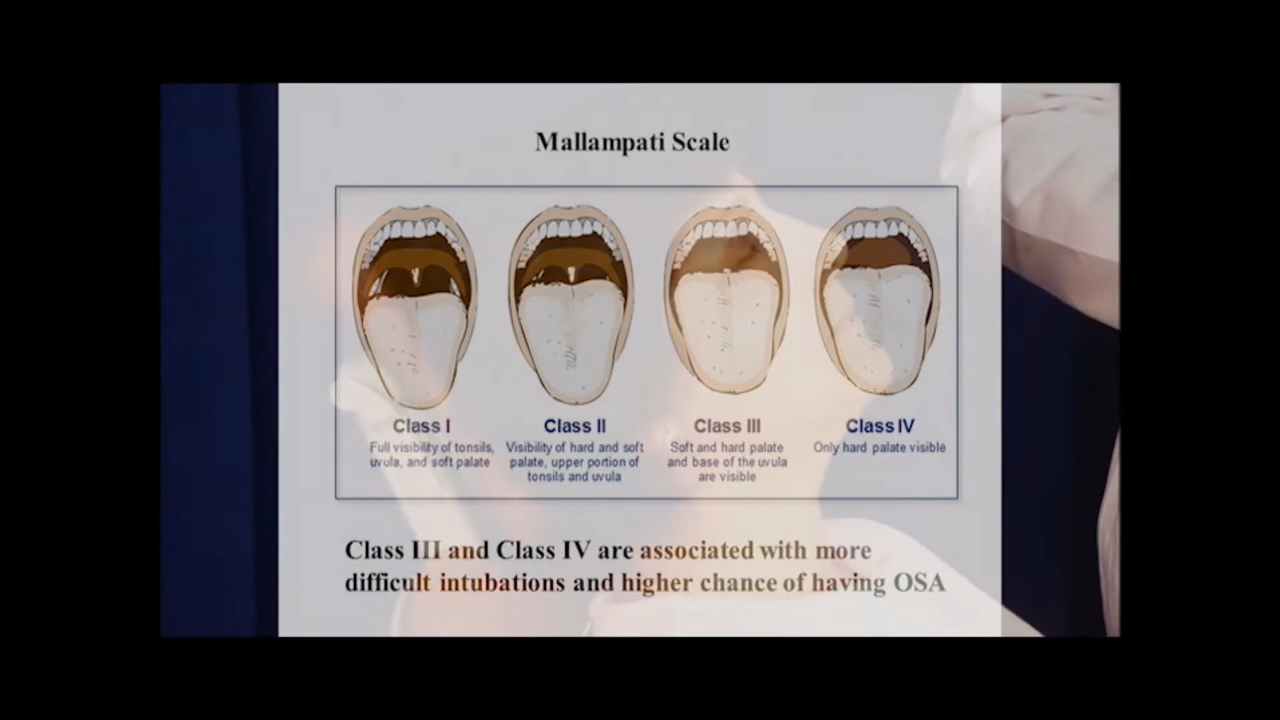 Mallampati Scale
Class I
Full visibility of tonsils,
uvula, and soft palate
Class II
Visibility of hard and soft
palate, upper portion of
tonsils and uvula
Class III
Soft and hard palate
and base of the uvula
are visible
Class IV
Only hard palate visible
Class III and Class IV are associated with more
difficult intubations and higher chance of having OSA